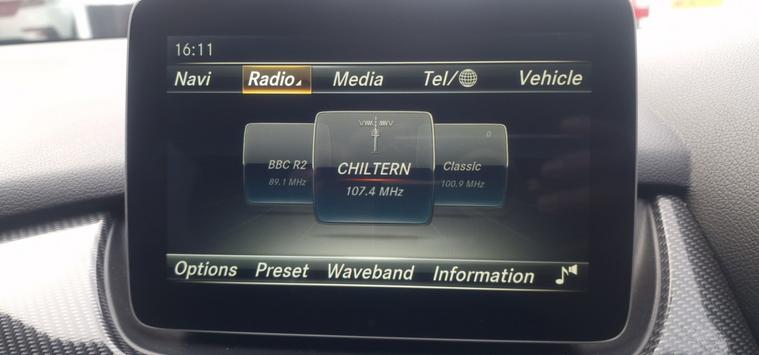 16:11
Navi Radio Media Tel/ Vehicle
BBC R2 CHILTERN Classic
89.1 MHz 107.4 MHz 100.9 MHz
0
Options Preset Waveband Information